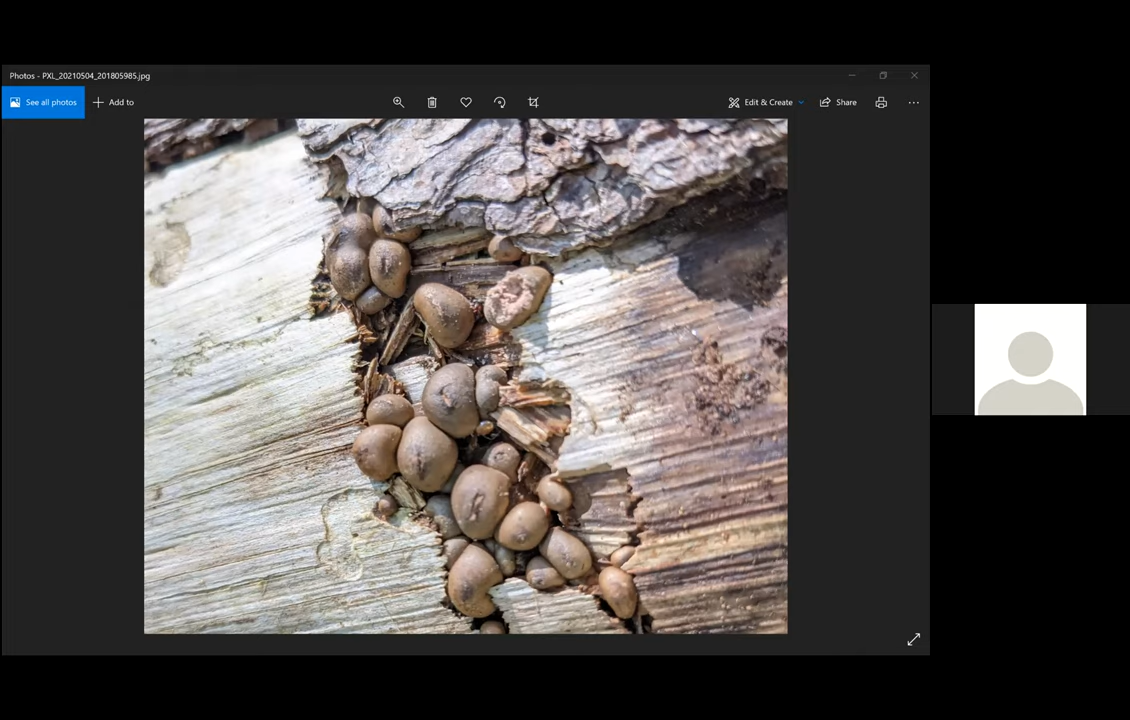 Photos - PXL_20210504_201805985.jpg
See all photos
Add to
Edit & Create
Share